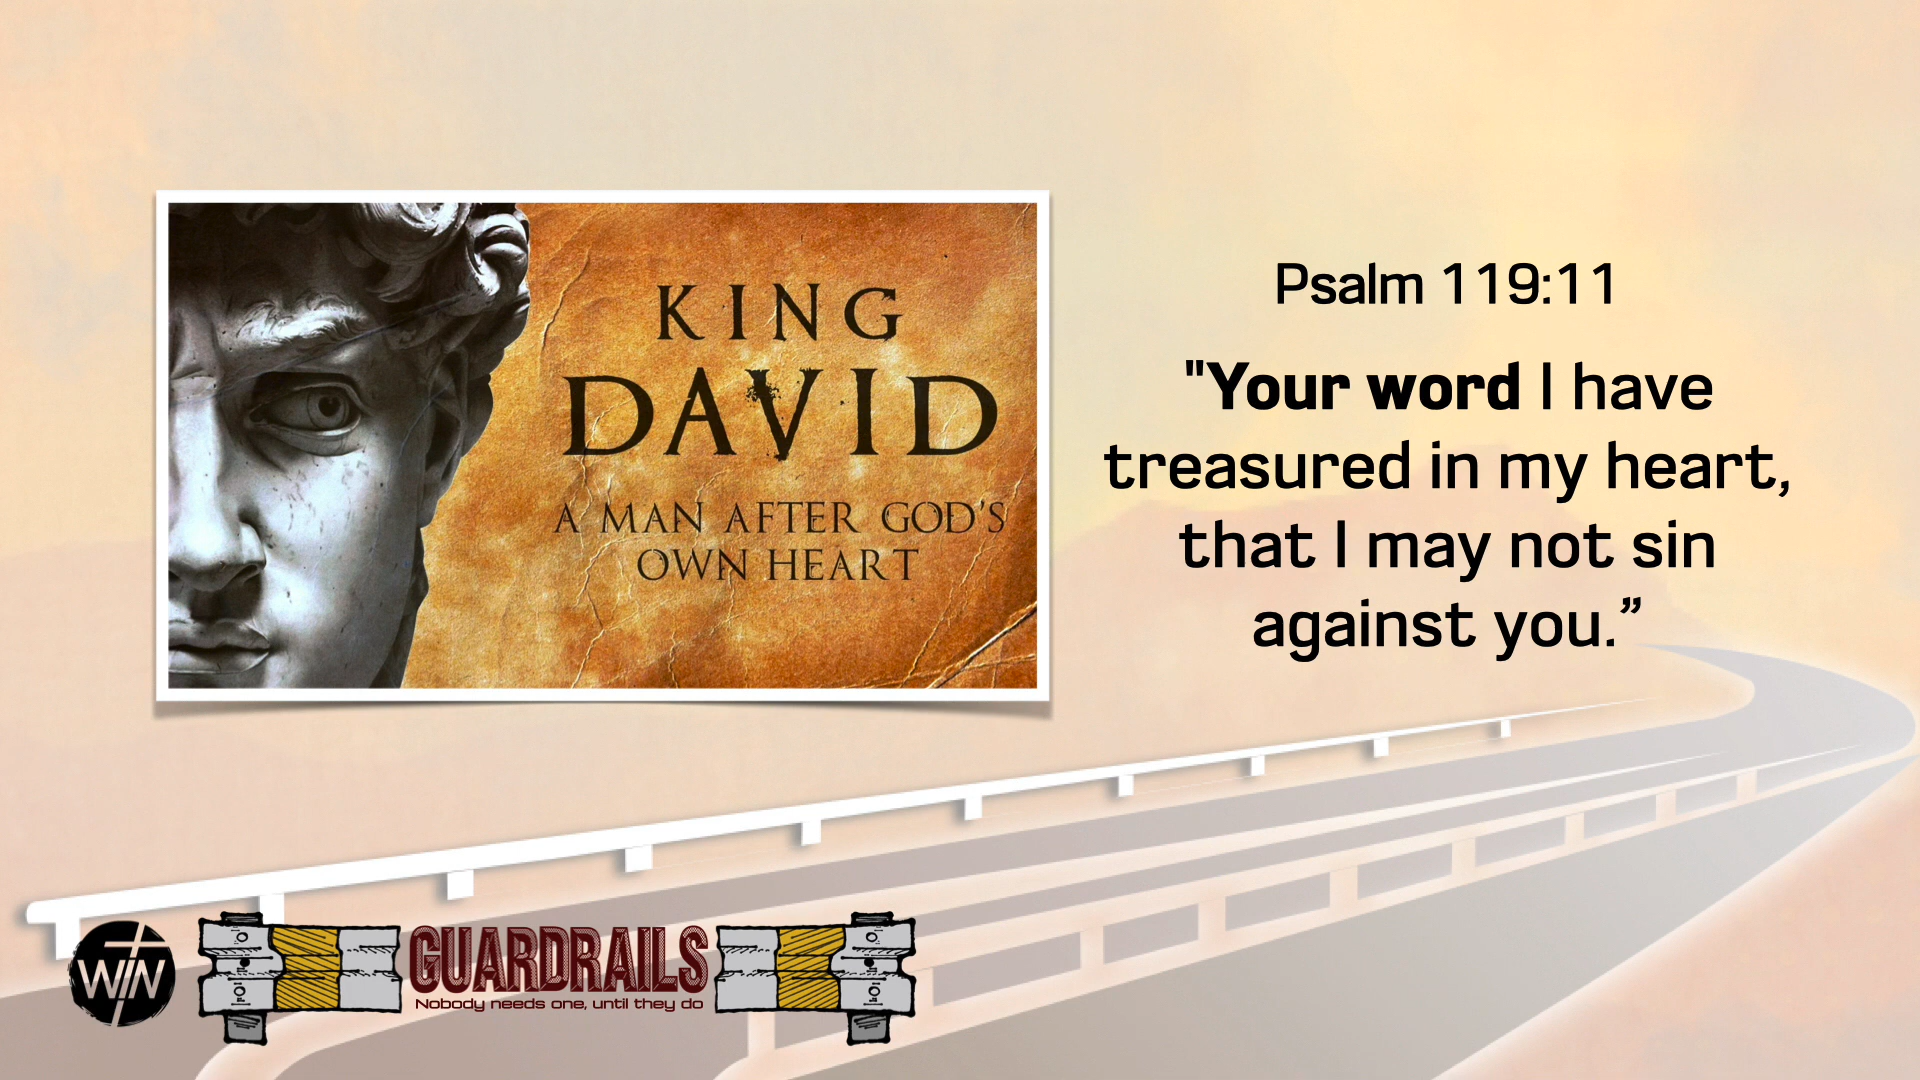 KING
DAVID
A MAN AFTER GOD'S
OWN HEART
Psalm 119:11
"Your word I have
treasured in my heart,
that I may not sin
against you.”
WIN
GUARDRAILS
Nobody needs one, until they do